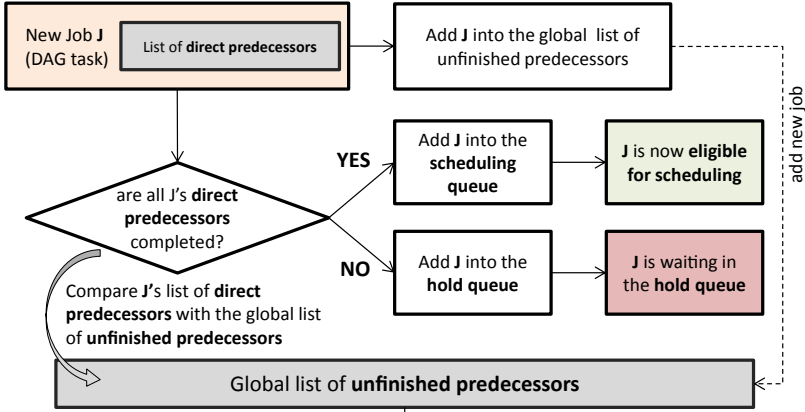 New Job J
(DAG task)
List of direct predecessors
Add J into the global list of
unfinished predecessors
add new job
are all J's direct
predecessors
completed?
YES
Add J into the
scheduling
queue
J is now eligible
for scheduling
NO
Add J into the
hold queue
J is waiting in
the hold queue
Compare J's list of direct
predecessors with the global list
of unfinished predecessors
Global list of unfinished predecessors